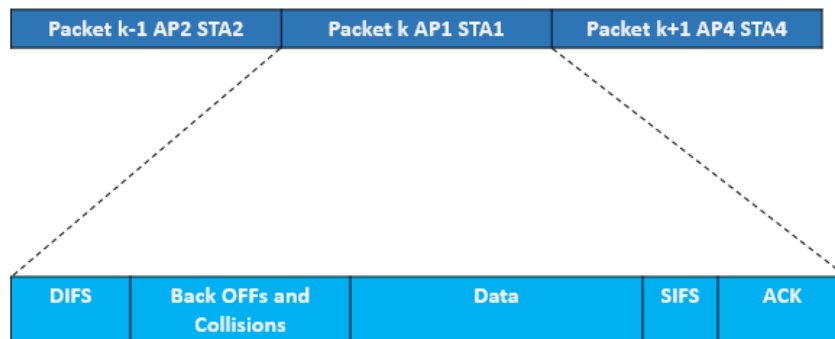 Packet k-1 AP2 STA2
Packet k AP1 STA1
Packet k+1 AP4 STA4
DIFS
Back OFFs and
Collisions
Data
SIFS
ACK